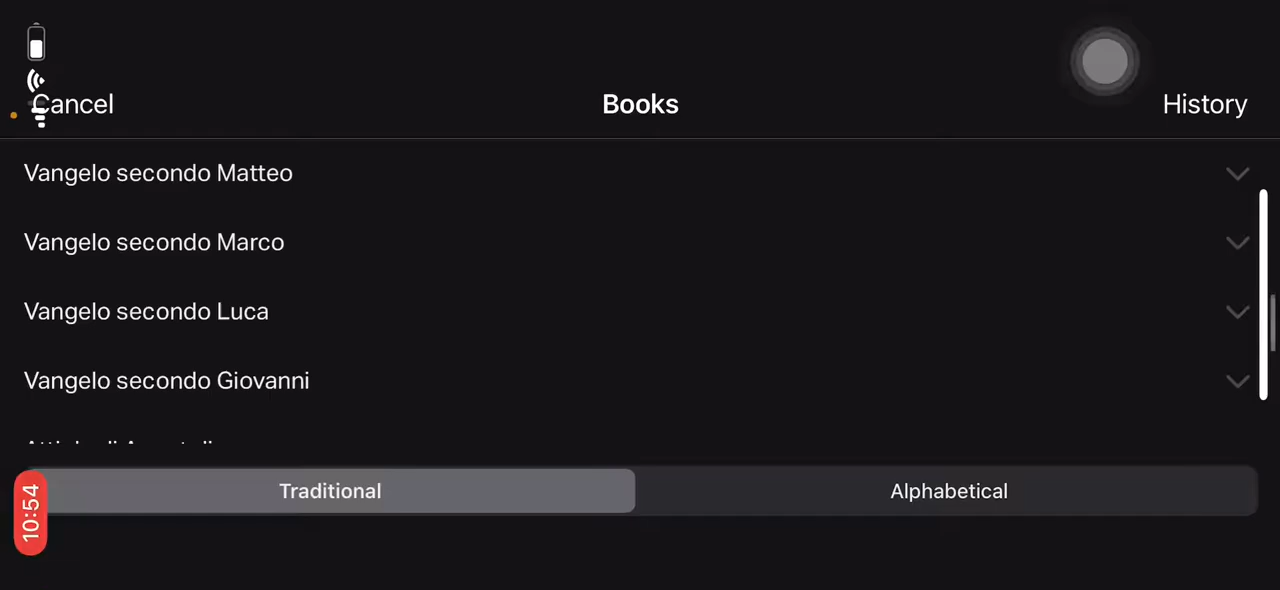 Cancel
Books
History
Vangelo secondo Matteo
Vangelo secondo Marco
Vangelo secondo Luca
Vangelo secondo Giovanni
Traditional
Alphabetical
10:54